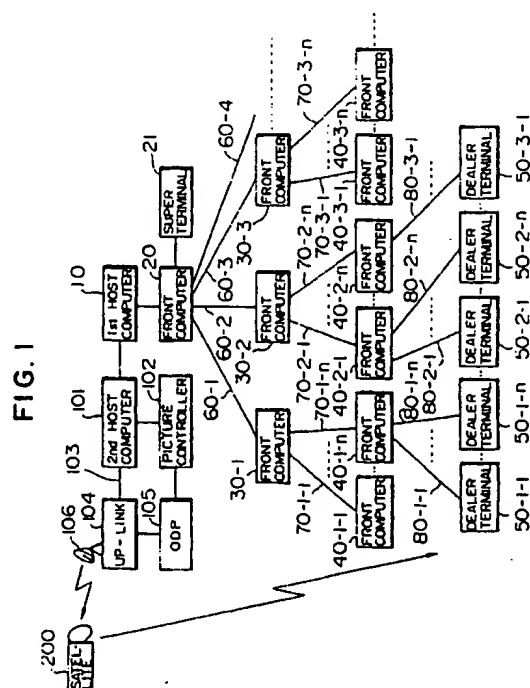 FIG. 1
10
1st HOST
COMPUTER
20
FRONT
COMPUTER
21
SUPER
TERMINAL
101
2nd HOST
COMPUTER
102
PICTURE
CONTROLLER
103
104
106
UP-LINK
105
ODP
200
SATEL-
LITE
60-1
60-2
60-3
60-4
30-1
FRONT
COMPUTER
30-2
FRONT
COMPUTER
30-3
FRONT
COMPUTER
70-1-1
70-1-n
70-2-1
70-2-n
70-3-1
70-3-n
40-1-1
FRONT
COMPUTER
40-1-n
FRONT
COMPUTER
40-2-1
FRONT
COMPUTER
40-2-n
FRONT
COMPUTER
40-3-1
FRONT
COMPUTER
40-3-n
FRONT
COMPUTER
80-1-1
80-1-n
80-2-1
80-2-n
80-3-1
DEALER
TERMINAL
50-1-1
DEALER
TERMINAL
50-1-n
DEALER
TERMINAL
50-2-1
DEALER
TERMINAL
50-2-n
DEALER
TERMINAL
50-3-1